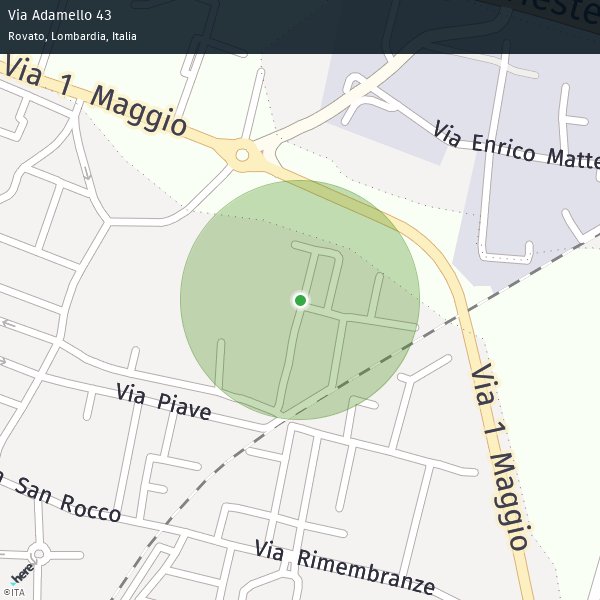 Via Adamello 43
Rovato, Lombardia, Italia
Via 1 Maggio
Via Enrico Matte
Via Piave
Via 1 Maggio
San Rocco
Via Rimembranze
here
©ITA